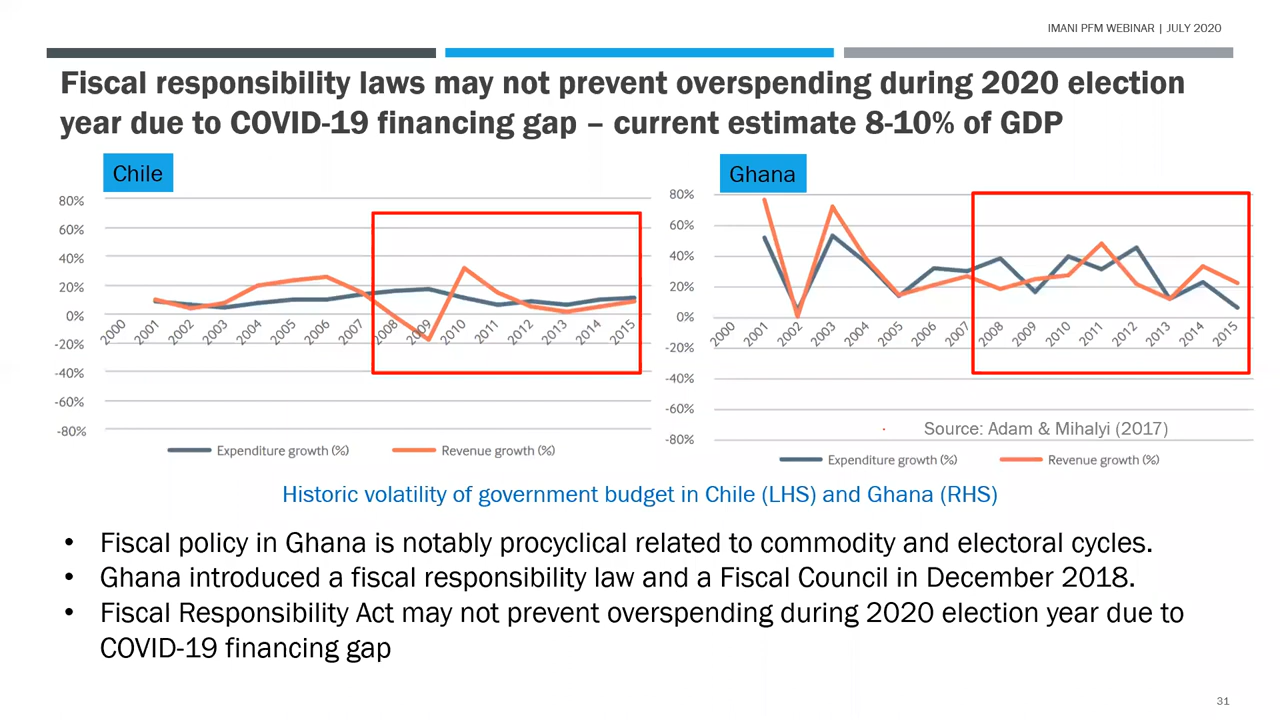 IMANI PFM WEBINAR | JULY 2020
Fiscal responsibility laws may not prevent overspending during 2020 election
year due to COVID-19 financing gap – current estimate 8-10% of GDP
Chile
80%
60%
40%
20%
0%
-20%
-40%
-60%
-80%
2000 2001 2002 2003 2004 2005 2006 2007 2008 2009 2010 2011 2012 2013 2014 2015
Expenditure growth (%) Revenue growth (%)
Ghana
80%
60%
40%
20%
0%
-20%
-40%
-60%
-80%
2000 2001 2002 2003 2004 2005 2006 2007 2008 2009 2010 2011 2012 2013 2014 2015
Source: Adam & Mihalyi (2017)
Expenditure growth (%) Revenue growth (%)
Historic volatility of government budget in Chile (LHS) and Ghana (RHS)
• Fiscal policy in Ghana is notably procyclical related to commodity and electoral cycles.
• Ghana introduced a fiscal responsibility law and a Fiscal Council in December 2018.
• Fiscal Responsibility Act may not prevent overspending during 2020 election year due to
COVID-19 financing gap
31